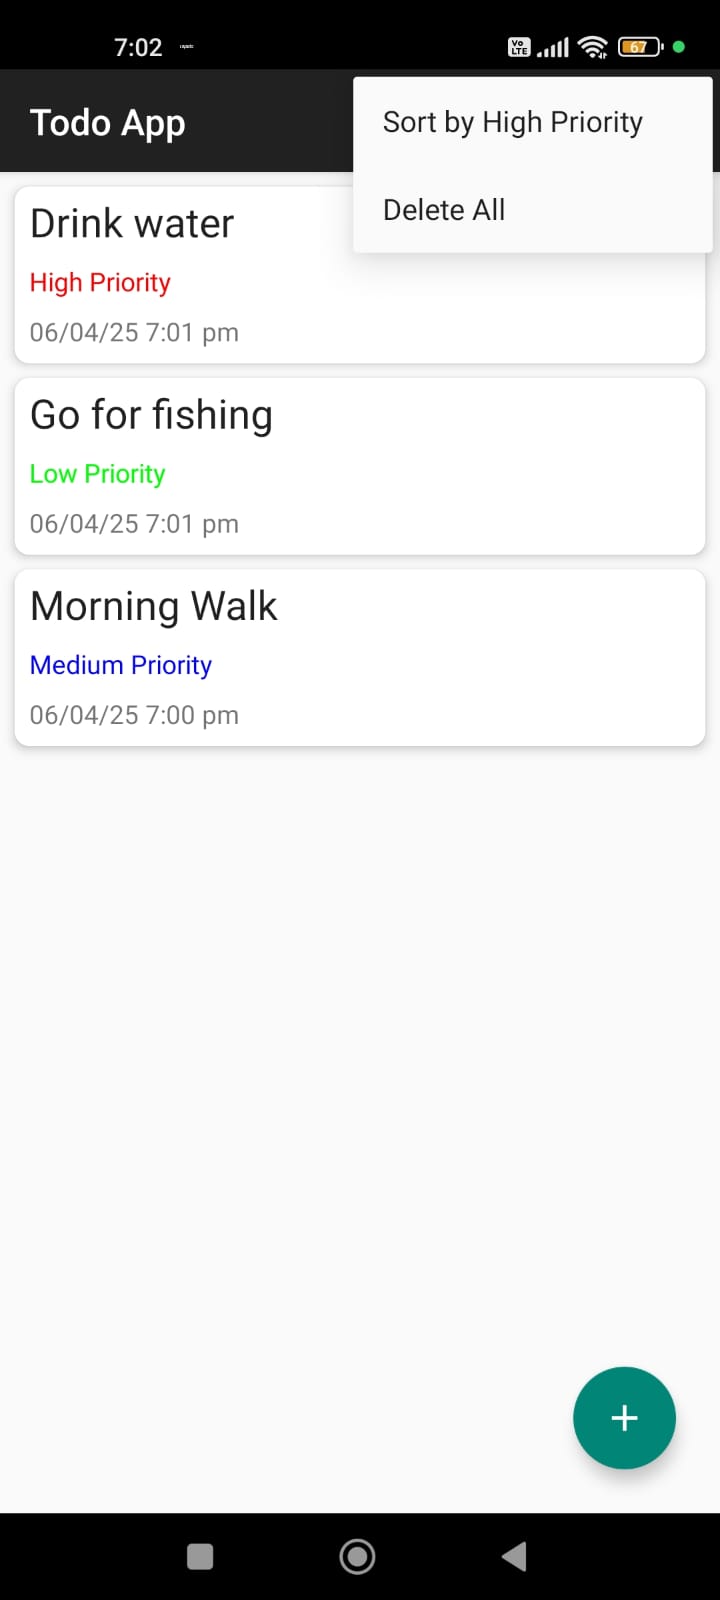 7:02
Vo LTE
67
Todo App
Sort by High Priority
Delete All
Drink water
High Priority
06/04/25 7:01 pm
Go for fishing
Low Priority
06/04/25 7:01 pm
Morning Walk
Medium Priority
06/04/25 7:00 pm
+